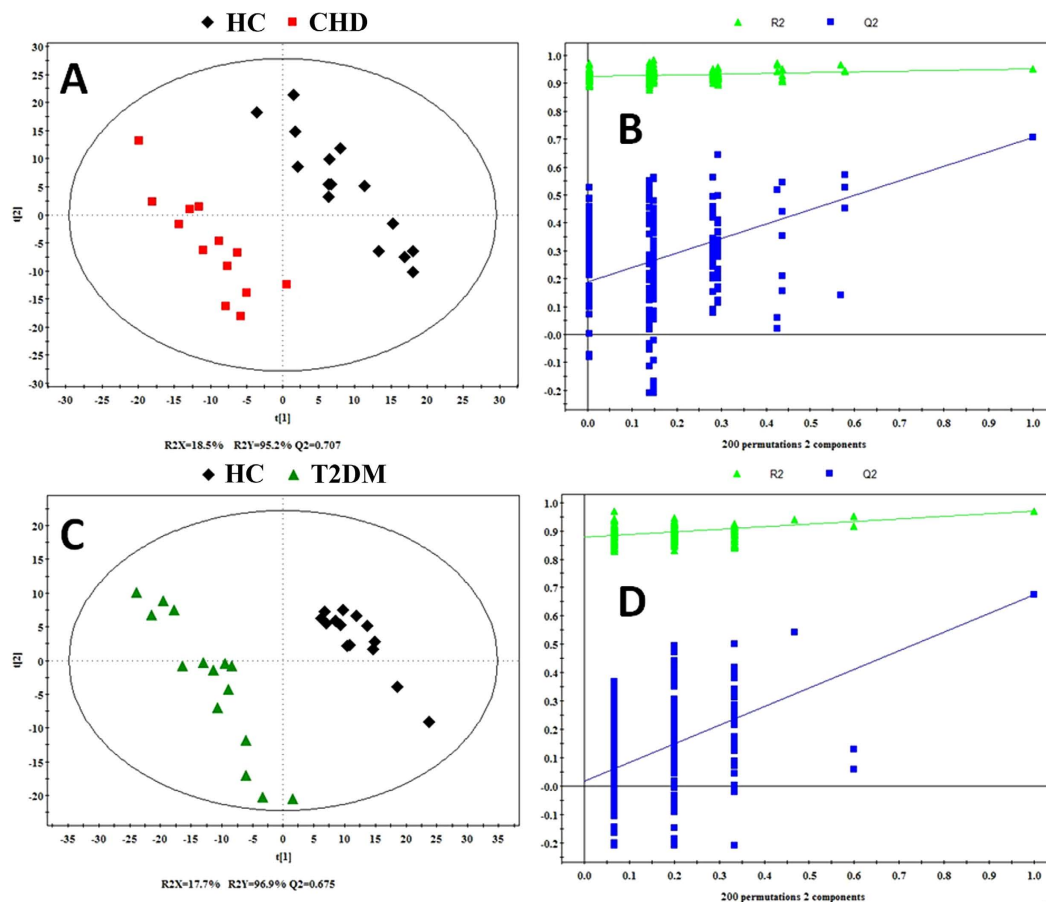 HC CHD
A
30
25
20
15
10
5
0
-5
-10
-15
-20
-25
-30
t[2]
-30 -25 -20 -15 -10 -5 0 5 10 15 20 25 30
t[1]
R2X=18.5% R2Y=95.2% Q2=0.707
R2 Q2
B
1.0
0.9
0.8
0.7
0.6
0.5
0.4
0.3
0.2
0.1
-0.0
-0.1
-0.2
0.0 0.1 0.2 0.3 0.4 0.5 0.6 0.7 0.8 0.9 1.0
200 permutations 2 components
HC T2DM
C
20
15
10
5
0
-5
-10
-15
-20
t[2]
-35 -30 -25 -20 -15 -10 -5 0 5 10 15 20 25 30 35
t[1]
R2X=17.7% R2Y=96.9% Q2=0.675
R2 Q2
D
1.0
0.9
0.8
0.7
0.6
0.5
0.4
0.3
0.2
0.1
-0.0
-0.1
-0.2
0.0 0.1 0.2 0.3 0.4 0.5 0.6 0.7 0.8 0.9 1.0
200 permutations 2 components